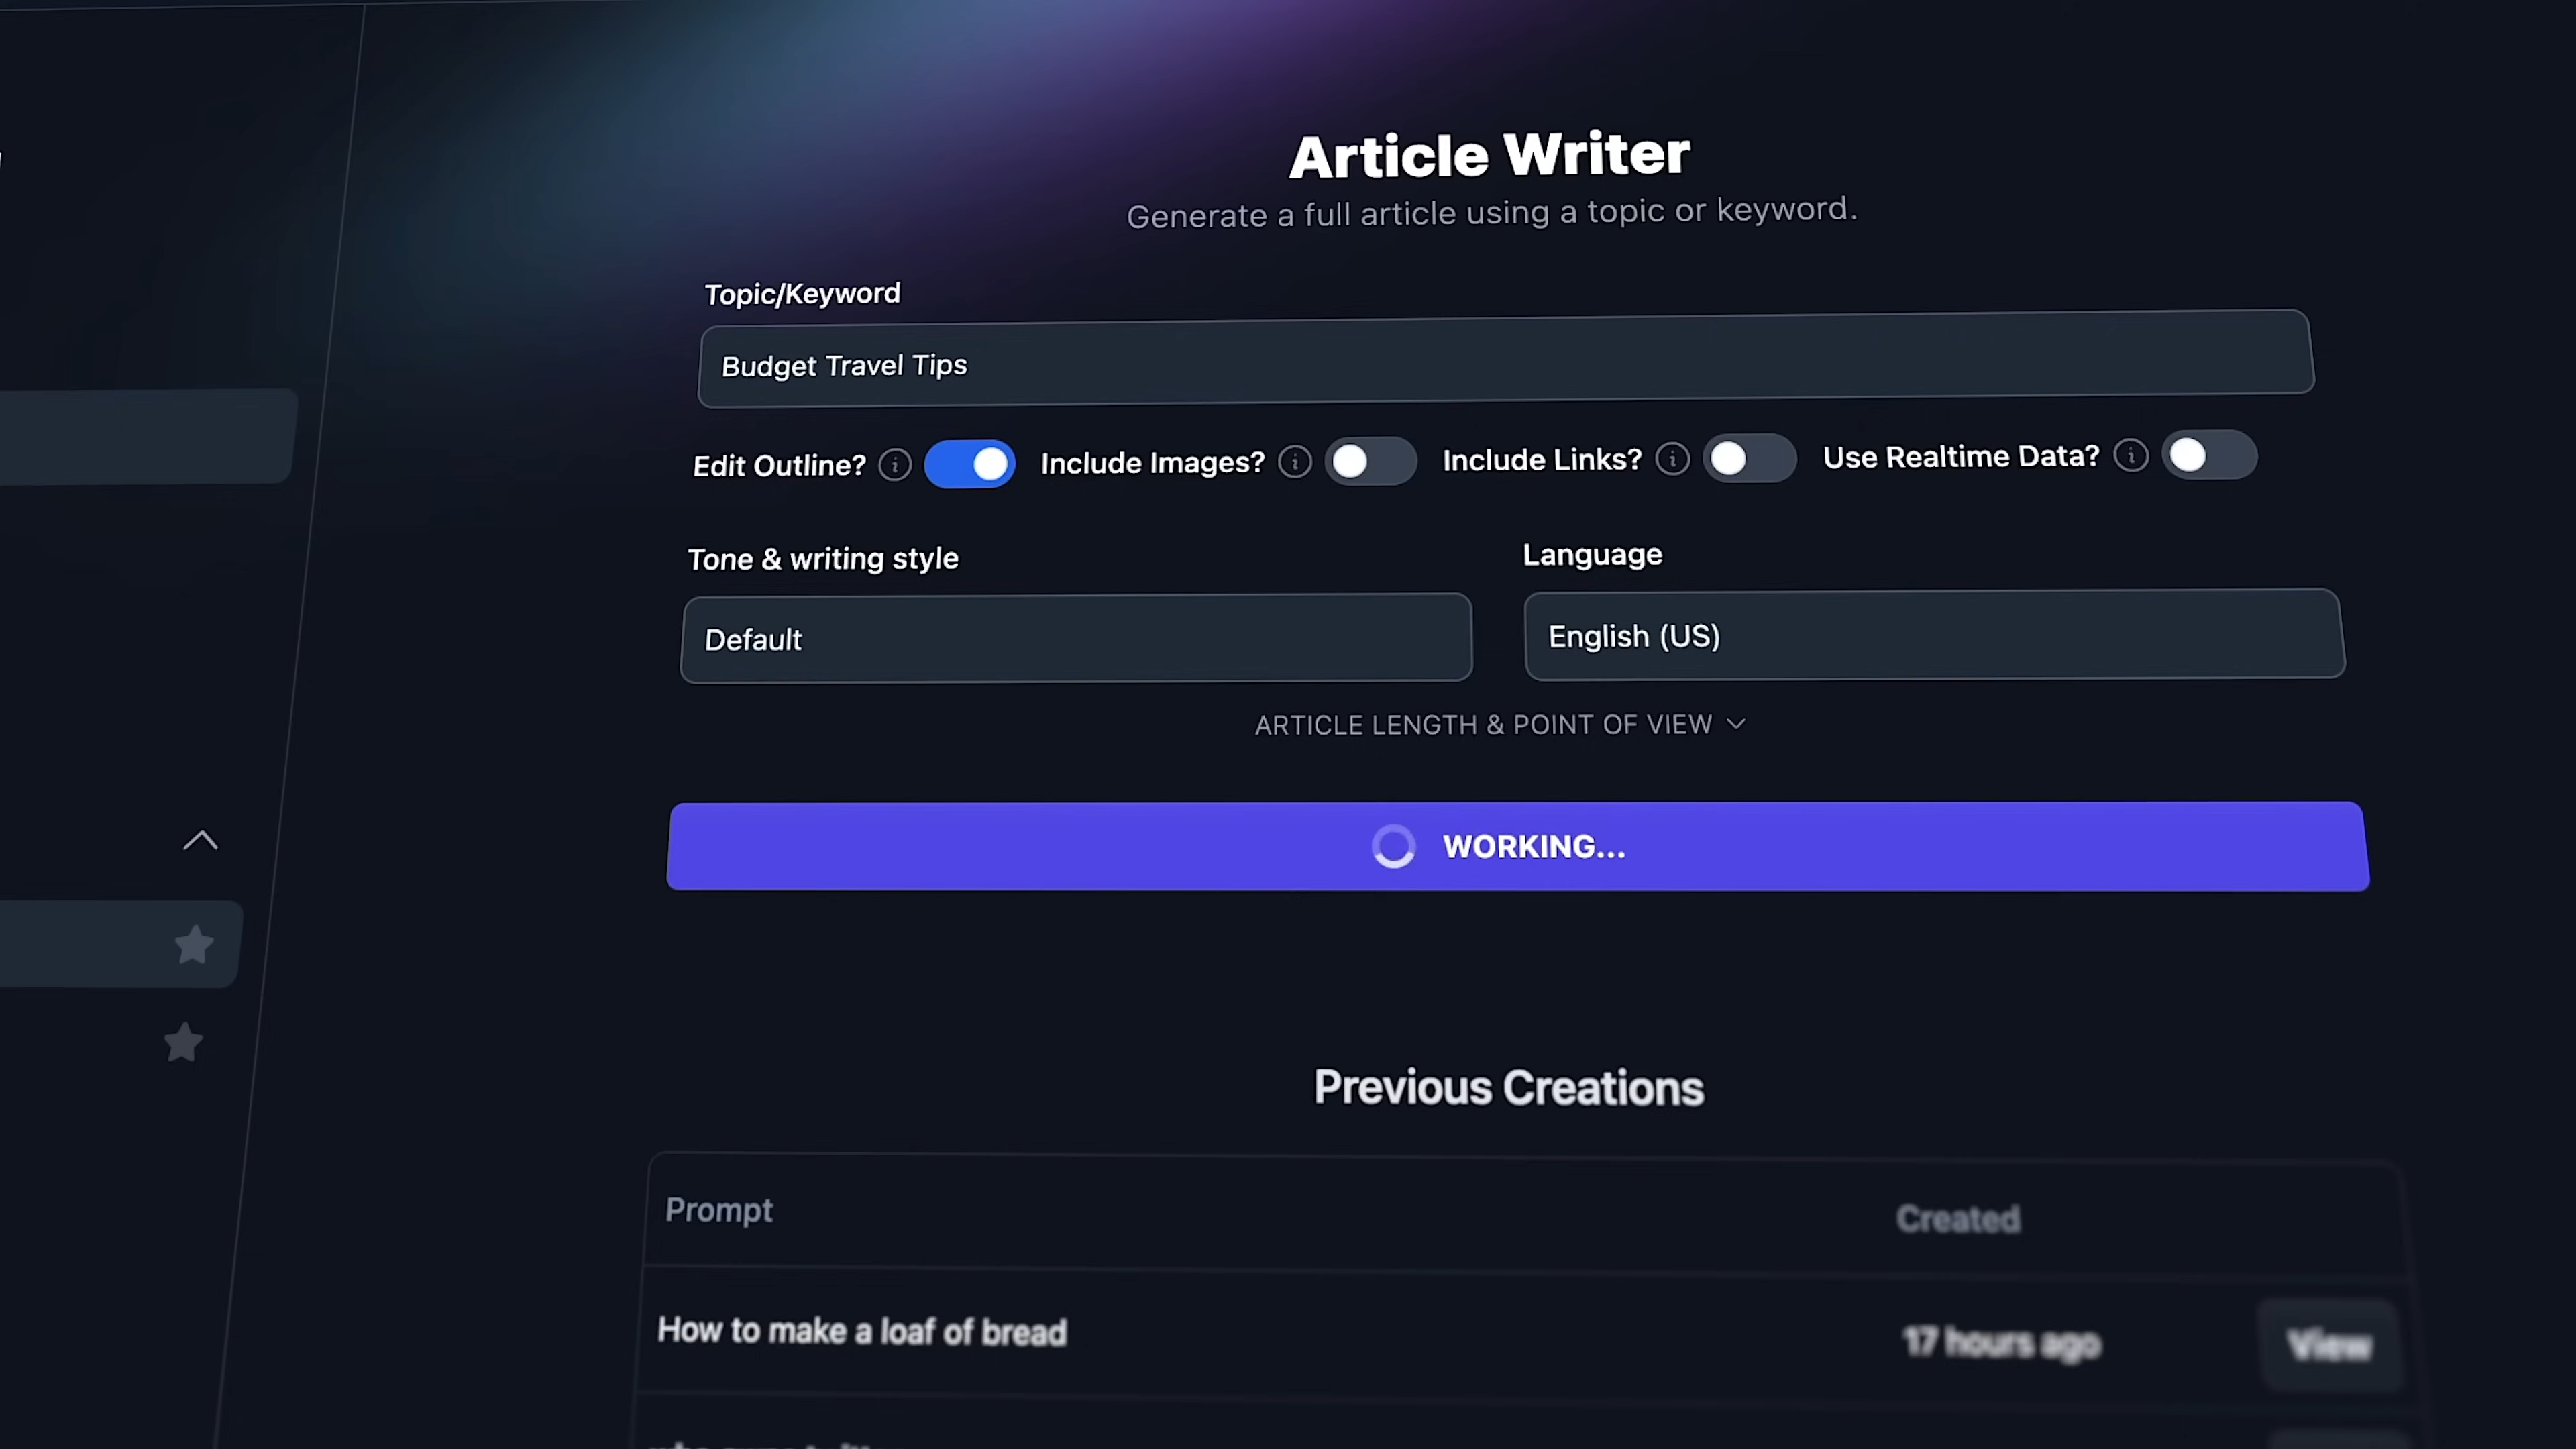 Article Writer
Generate a full article using a topic or keyword.
Topic/Keyword
Budget Travel Tips
Edit Outline? Include Images? Include Links? Use Realtime Data?
Tone & writing style Language
Default English (US)
ARTICLE LENGTH & POINT OF VIEW
WORKING...
Previous Creations
Prompt Created
How to make a loaf of bread 17 hours ago View